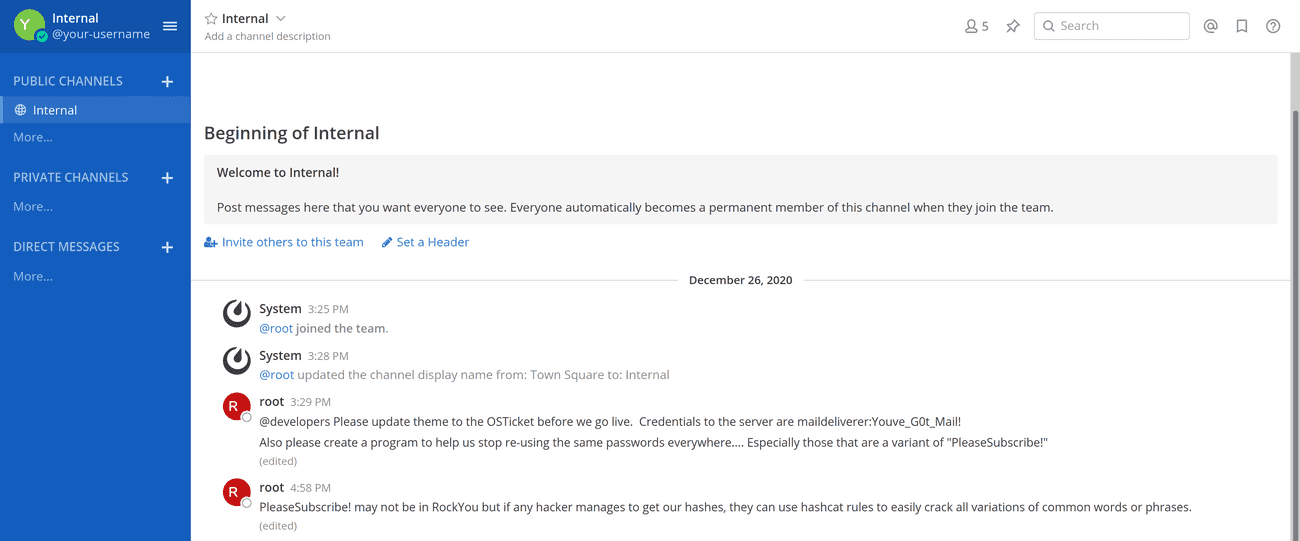 Y
Internal
@your-username
PUBLIC CHANNELS
Internal
More...
PRIVATE CHANNELS
More...
DIRECT MESSAGES
More...
Internal
Add a channel description
5
Search
Beginning of Internal
Welcome to Internal!
Post messages here that you want everyone to see. Everyone automatically becomes a permanent member of this channel when they join the team.
Invite others to this team Set a Header
December 26, 2020
System 3:25 PM
@root joined the team.
System 3:28 PM
@root updated the channel display name from: Town Square to: Internal
R
root 3:29 PM
@developers Please update theme to the OSTicket before we go live. Credentials to the server are maildeliverer:Youve_G0t_Mail!
Also please create a program to help us stop re-using the same passwords everywhere.... Especially those that are a variant of "PleaseSubscribe!"
(edited)
R
root 4:58 PM
PleaseSubscribe! may not be in RockYou but if any hacker manages to get our hashes, they can use hashcat rules to easily crack all variations of common words or phrases.
(edited)